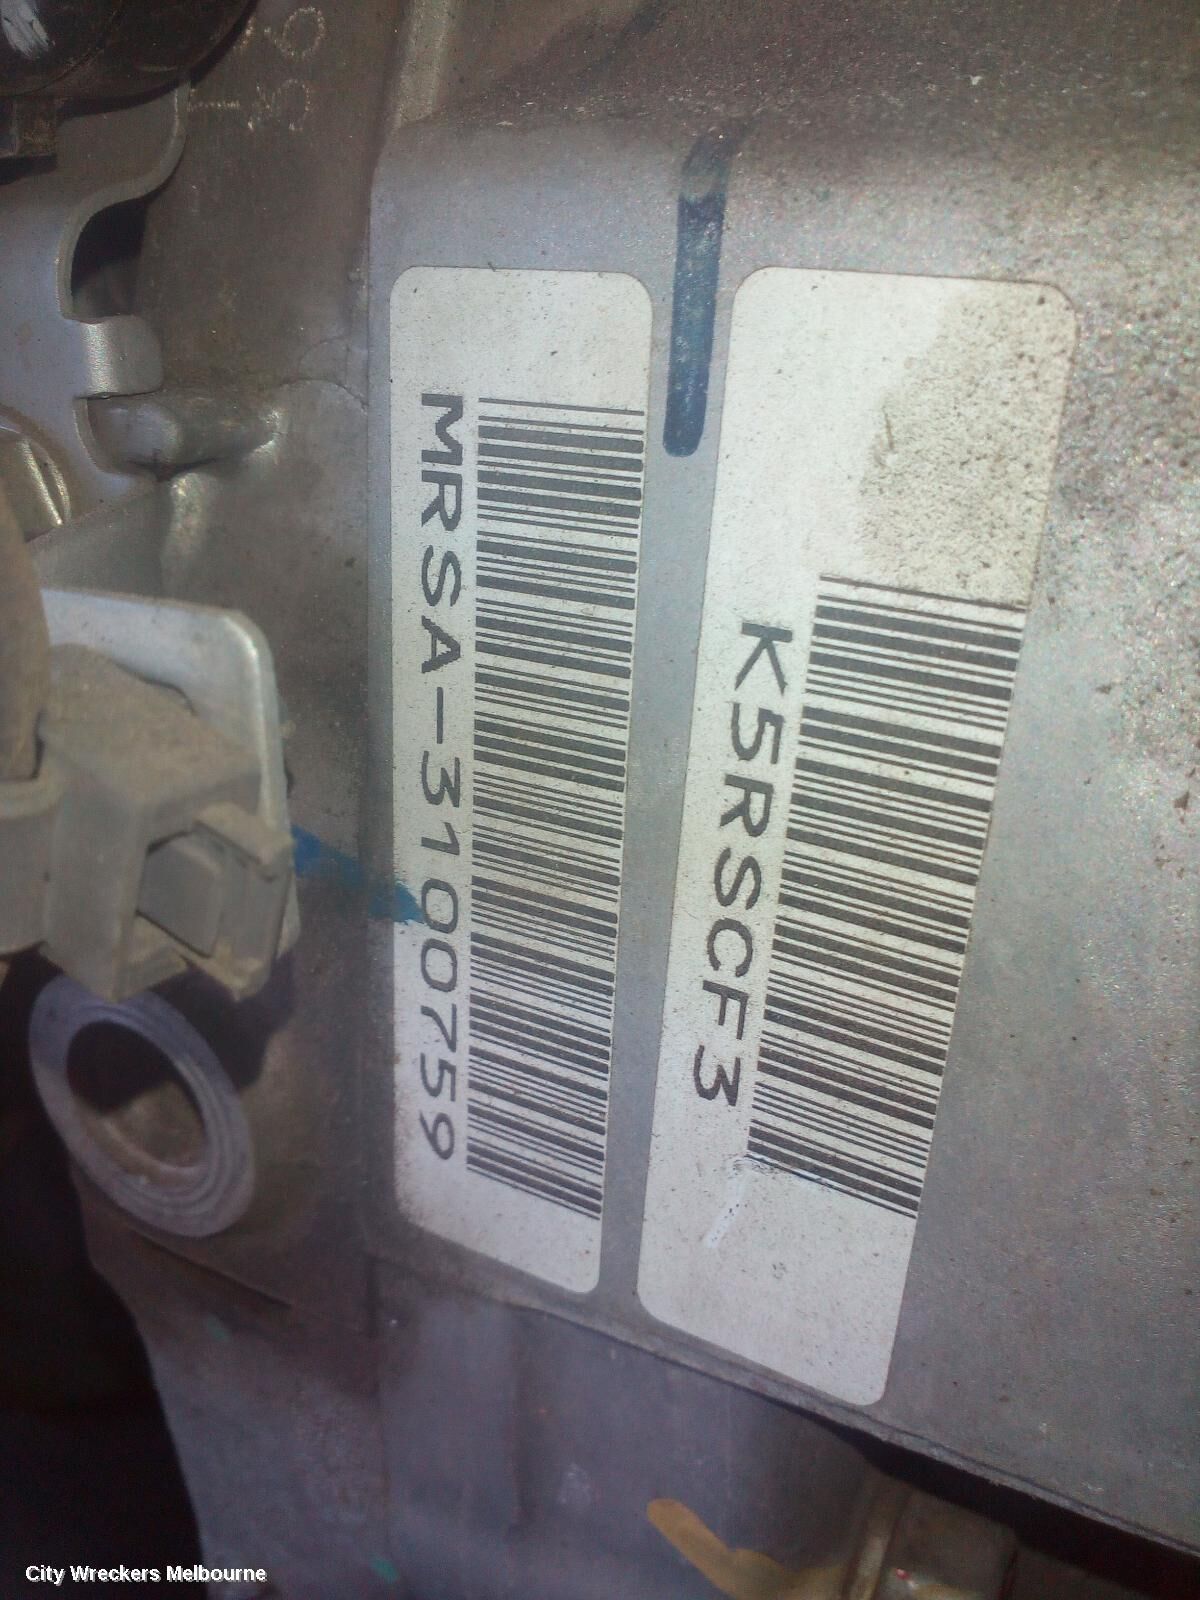 MRSA-3100759
K5RSCF3
City Wreckers Melbourne